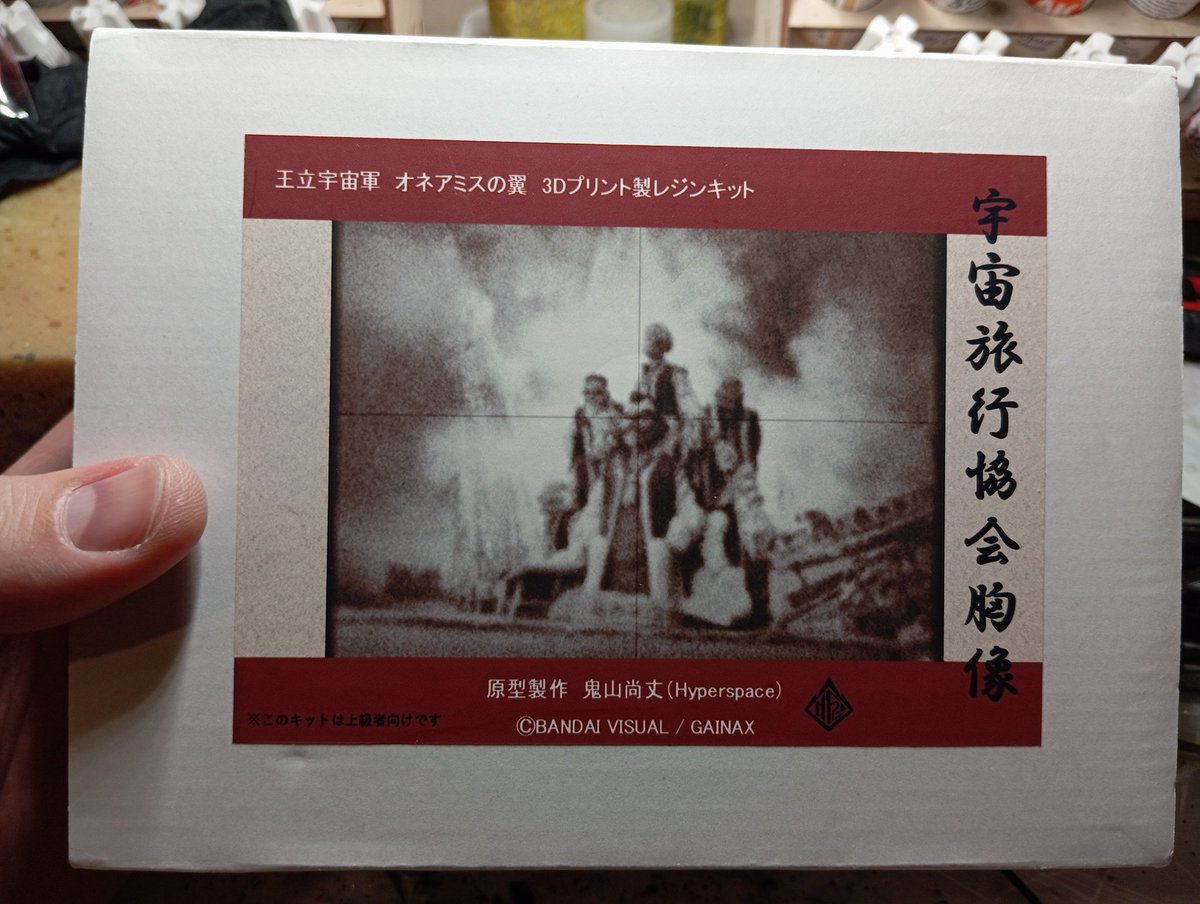 王立宇宙軍 オネアミスの翼 3Dプリント製レジンキット
宇宙旅行協会胸像
原型製作 鬼山尚丈(Hyperspace)
※このキットは上級者向けです
©BANDAI VISUAL / GAINAX